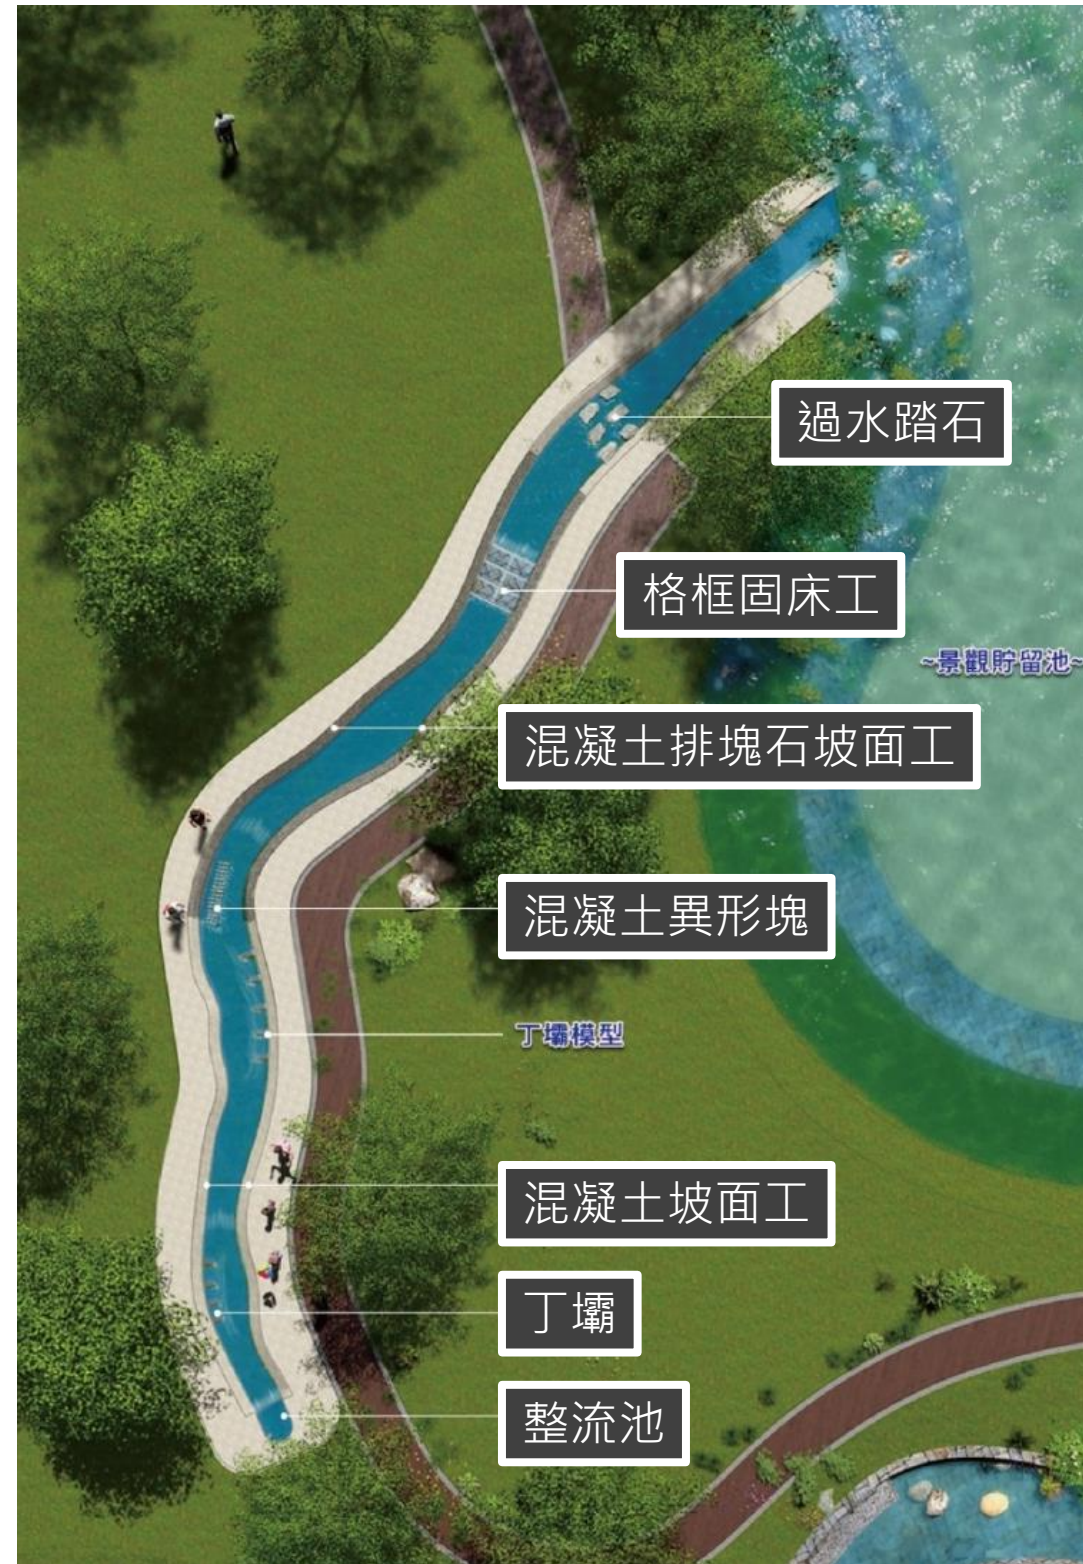 過水踏石
格框固床工
~景觀貯留池~
混凝土排塊石坡面工
混凝土異形塊
丁壩模型
混凝土坡面工
丁壩
整流池